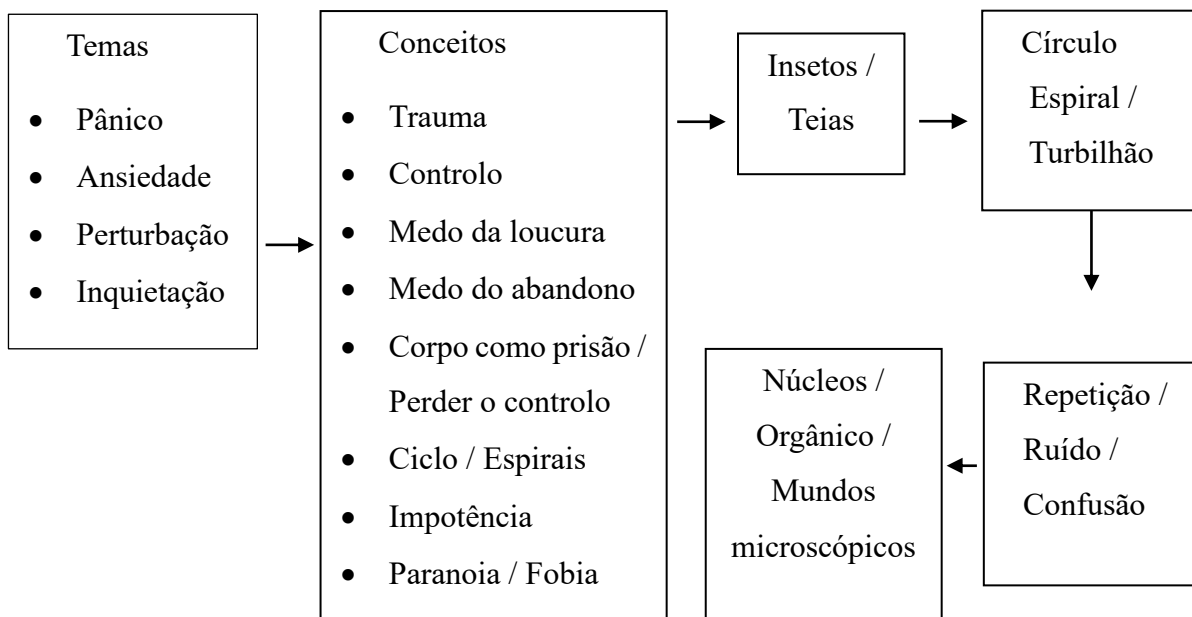 Temas
• Pânico
• Ansiedade
• Perturbação
• Inquietação
Conceitos
• Trauma
• Controlo
• Medo da loucura
• Medo do abandono
• Corpo como prisão /
Perder o controlo
• Ciclo / Espirais
• Impotência
• Paranoia / Fobia
Insetos /
Teias
Círculo
Espiral /
Turbilhão
Repetição /
Ruído /
Confusão
Núcleos /
Orgânico /
Mundos
microscópicos